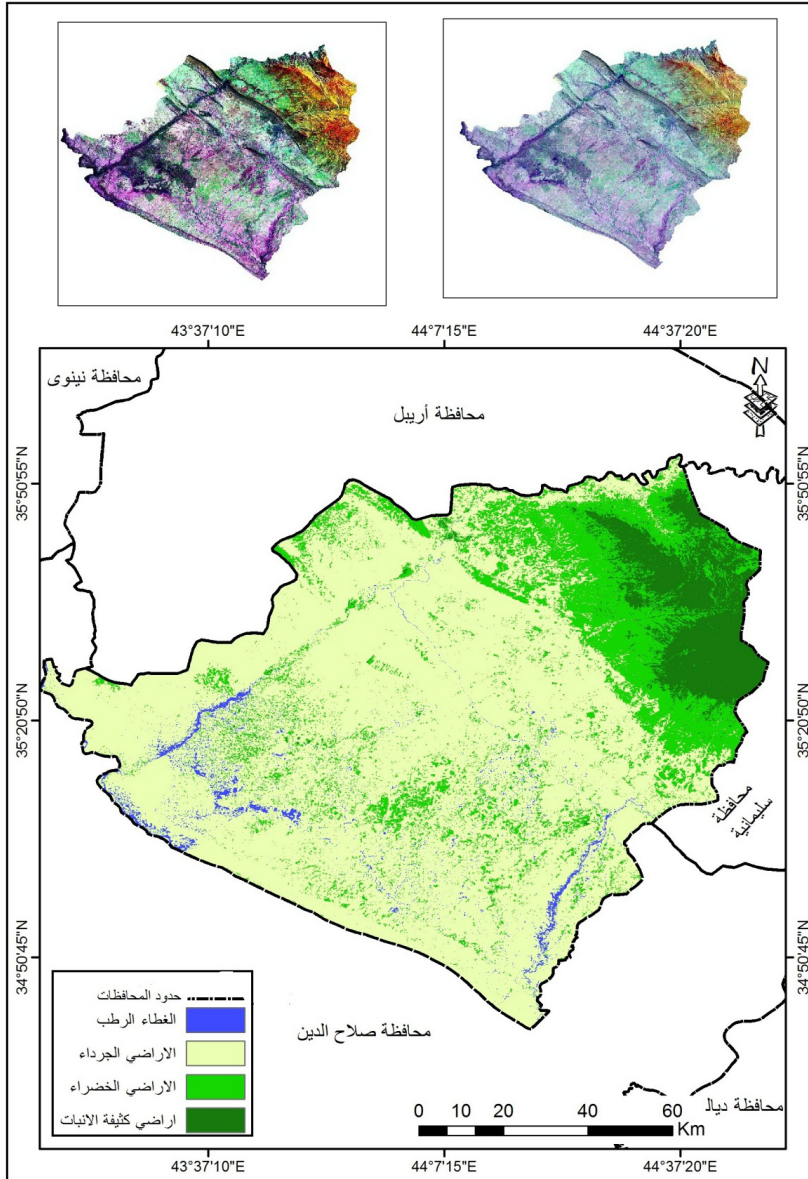 43°37'10"E 44°7'15"E 44°37'20"E
محافظة نينوى
محافظة أربيل
N
35°50'55"N 35°50'55"N
35°20'50"N 35°20'50"N
محافظة
سليمانية
34°50'45"N 34°50'45"N
حدود المحافظات
الغطاء الرطب
الاراضي الجرداء
الاراضي الخضراء
اراضي كثيفة الانبات
محافظة صلاح الدين
محافظة ديال
0 10 20 40 60
Km
43°37'10"E 44°7'15"E 44°37'20"E